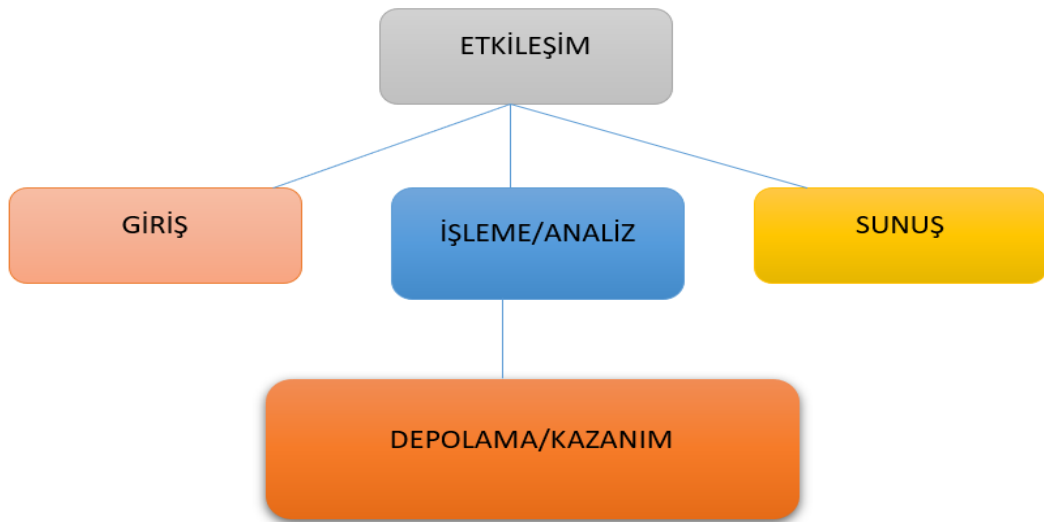 ETKİLEŞİM
GİRİŞ
İŞLEME/ANALİZ
SUNUŞ
DEPOLAMA/KAZANIM